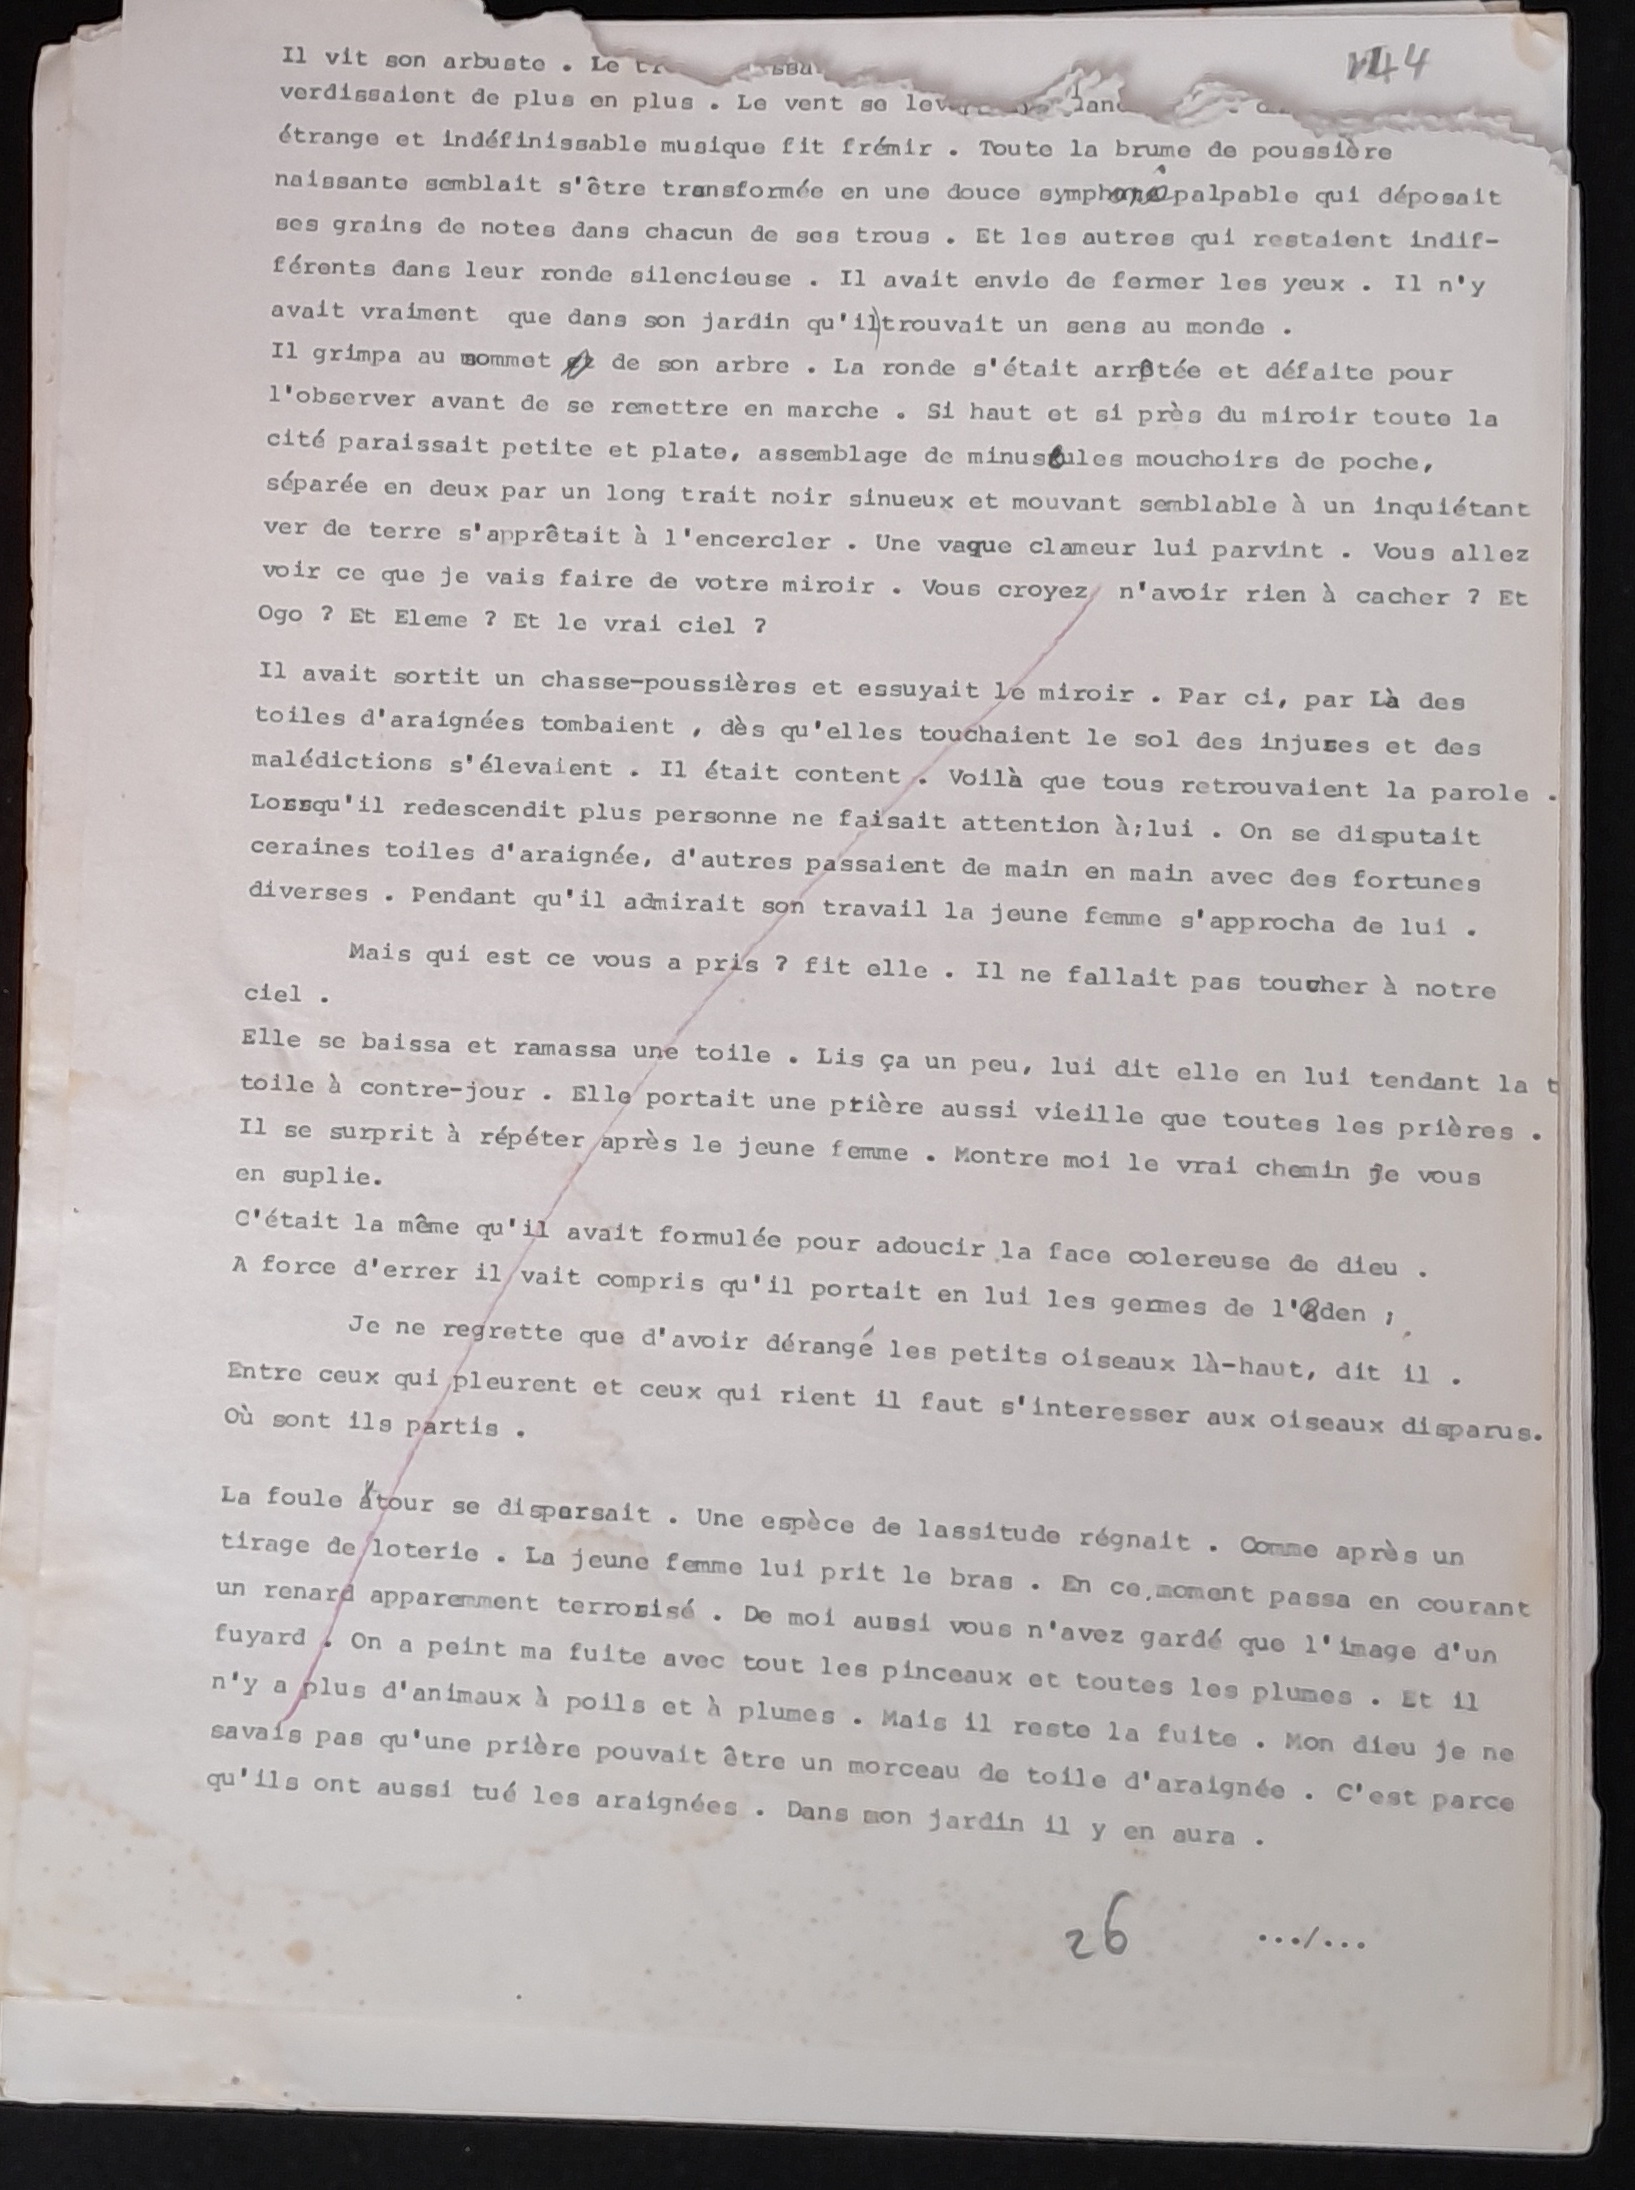 144
Il vit son arbuste . Le
verdissaient de plus en plus . Le vent se
étrange et indéfinissable musique fit frémir . Toute la brume de poussière
naissante semblait s'être transformée en une douce symphonie palpable qui déposait
ses grains de notes dans chacun de ses trous . Et les autres qui restaient indif-
férents dans leur ronde silencieuse . Il avait envie de fermer les yeux . Il n'y
avait vraiment que dans son jardin qu'il trouvait un sens au monde .
Il grimpa au sommet de son arbre . La ronde s'était arrêtée et défaite pour
l'observer avant de se remettre en marche . Si haut et si près du miroir toute la
cité paraissait petite et plate, assemblage de minuscules mouchoirs de poche,
séparée en deux par un long trait noir sinueux et mouvant semblable à un inquiétant
ver de terre s'apprêtait à l'encercler . Une vague clameur lui parvint . Vous allez
voir ce que je vais faire de votre miroir . Vous croyez n'avoir rien à cacher ? Et
Ogo ? Et Eleme ? Et le vrai ciel ?
Il avait sortit un chasse-poussières et essuyait le miroir . Par ci, par Là des
toiles d'araignées tombaient , dès qu'elles touchaient le sol des injures et des
malédictions s'élevaient . Il était content . Voilà que tous retrouvaient la parole .
Lorsqu'il redescendit plus personne ne faisait attention à;lui . On se disputait
ceraines toiles d'araignée, d'autres passaient de main en main avec des fortunes
diverses . Pendant qu'il admirait son travail la jeune femme s'approcha de lui .
Mais qui est ce vous a pris ? fit elle . Il ne fallait pas toucher à notre
ciel .
Elle se baissa et ramassa une toile . Lis ça un peu, lui dit elle en lui tendant la t
toile à contre-jour . Elle portait une prière aussi vieille que toutes les prières .
Il se surprit à répéter après le jeune femme . Montre moi le vrai chemin je vous
en suplie.
C'était la même qu'il avait formulée pour adoucir la face colereuse de dieu .
A force d'errer il vait compris qu'il portait en lui les germes de l'Eden ;
Je ne regrette que d'avoir dérangé les petits oiseaux là-haut, dit il .
Entre ceux qui pleurent et ceux qui rient il faut s'interesser aux oiseaux disparus.
Où sont ils partis .
La foule atour se dispersait . Une espèce de lassitude régnait . Comme après un
tirage de loterie . La jeune femme lui prit le bras . En ce moment passa en courant
un renard apparemment terrorisé . De moi aussi vous n'avez gardé que l'image d'un
fuyard . On a peint ma fuite avec tout les pinceaux et toutes les plumes . Et il
n'y a plus d'animaux à poils et à plumes . Mais il reste la fuite . Mon dieu je ne
savais pas qu'une prière pouvait être un morceau de toile d'araignée . C'est parce
qu'ils ont aussi tué les araignées . Dans mon jardin il y en aura .
26 .../...